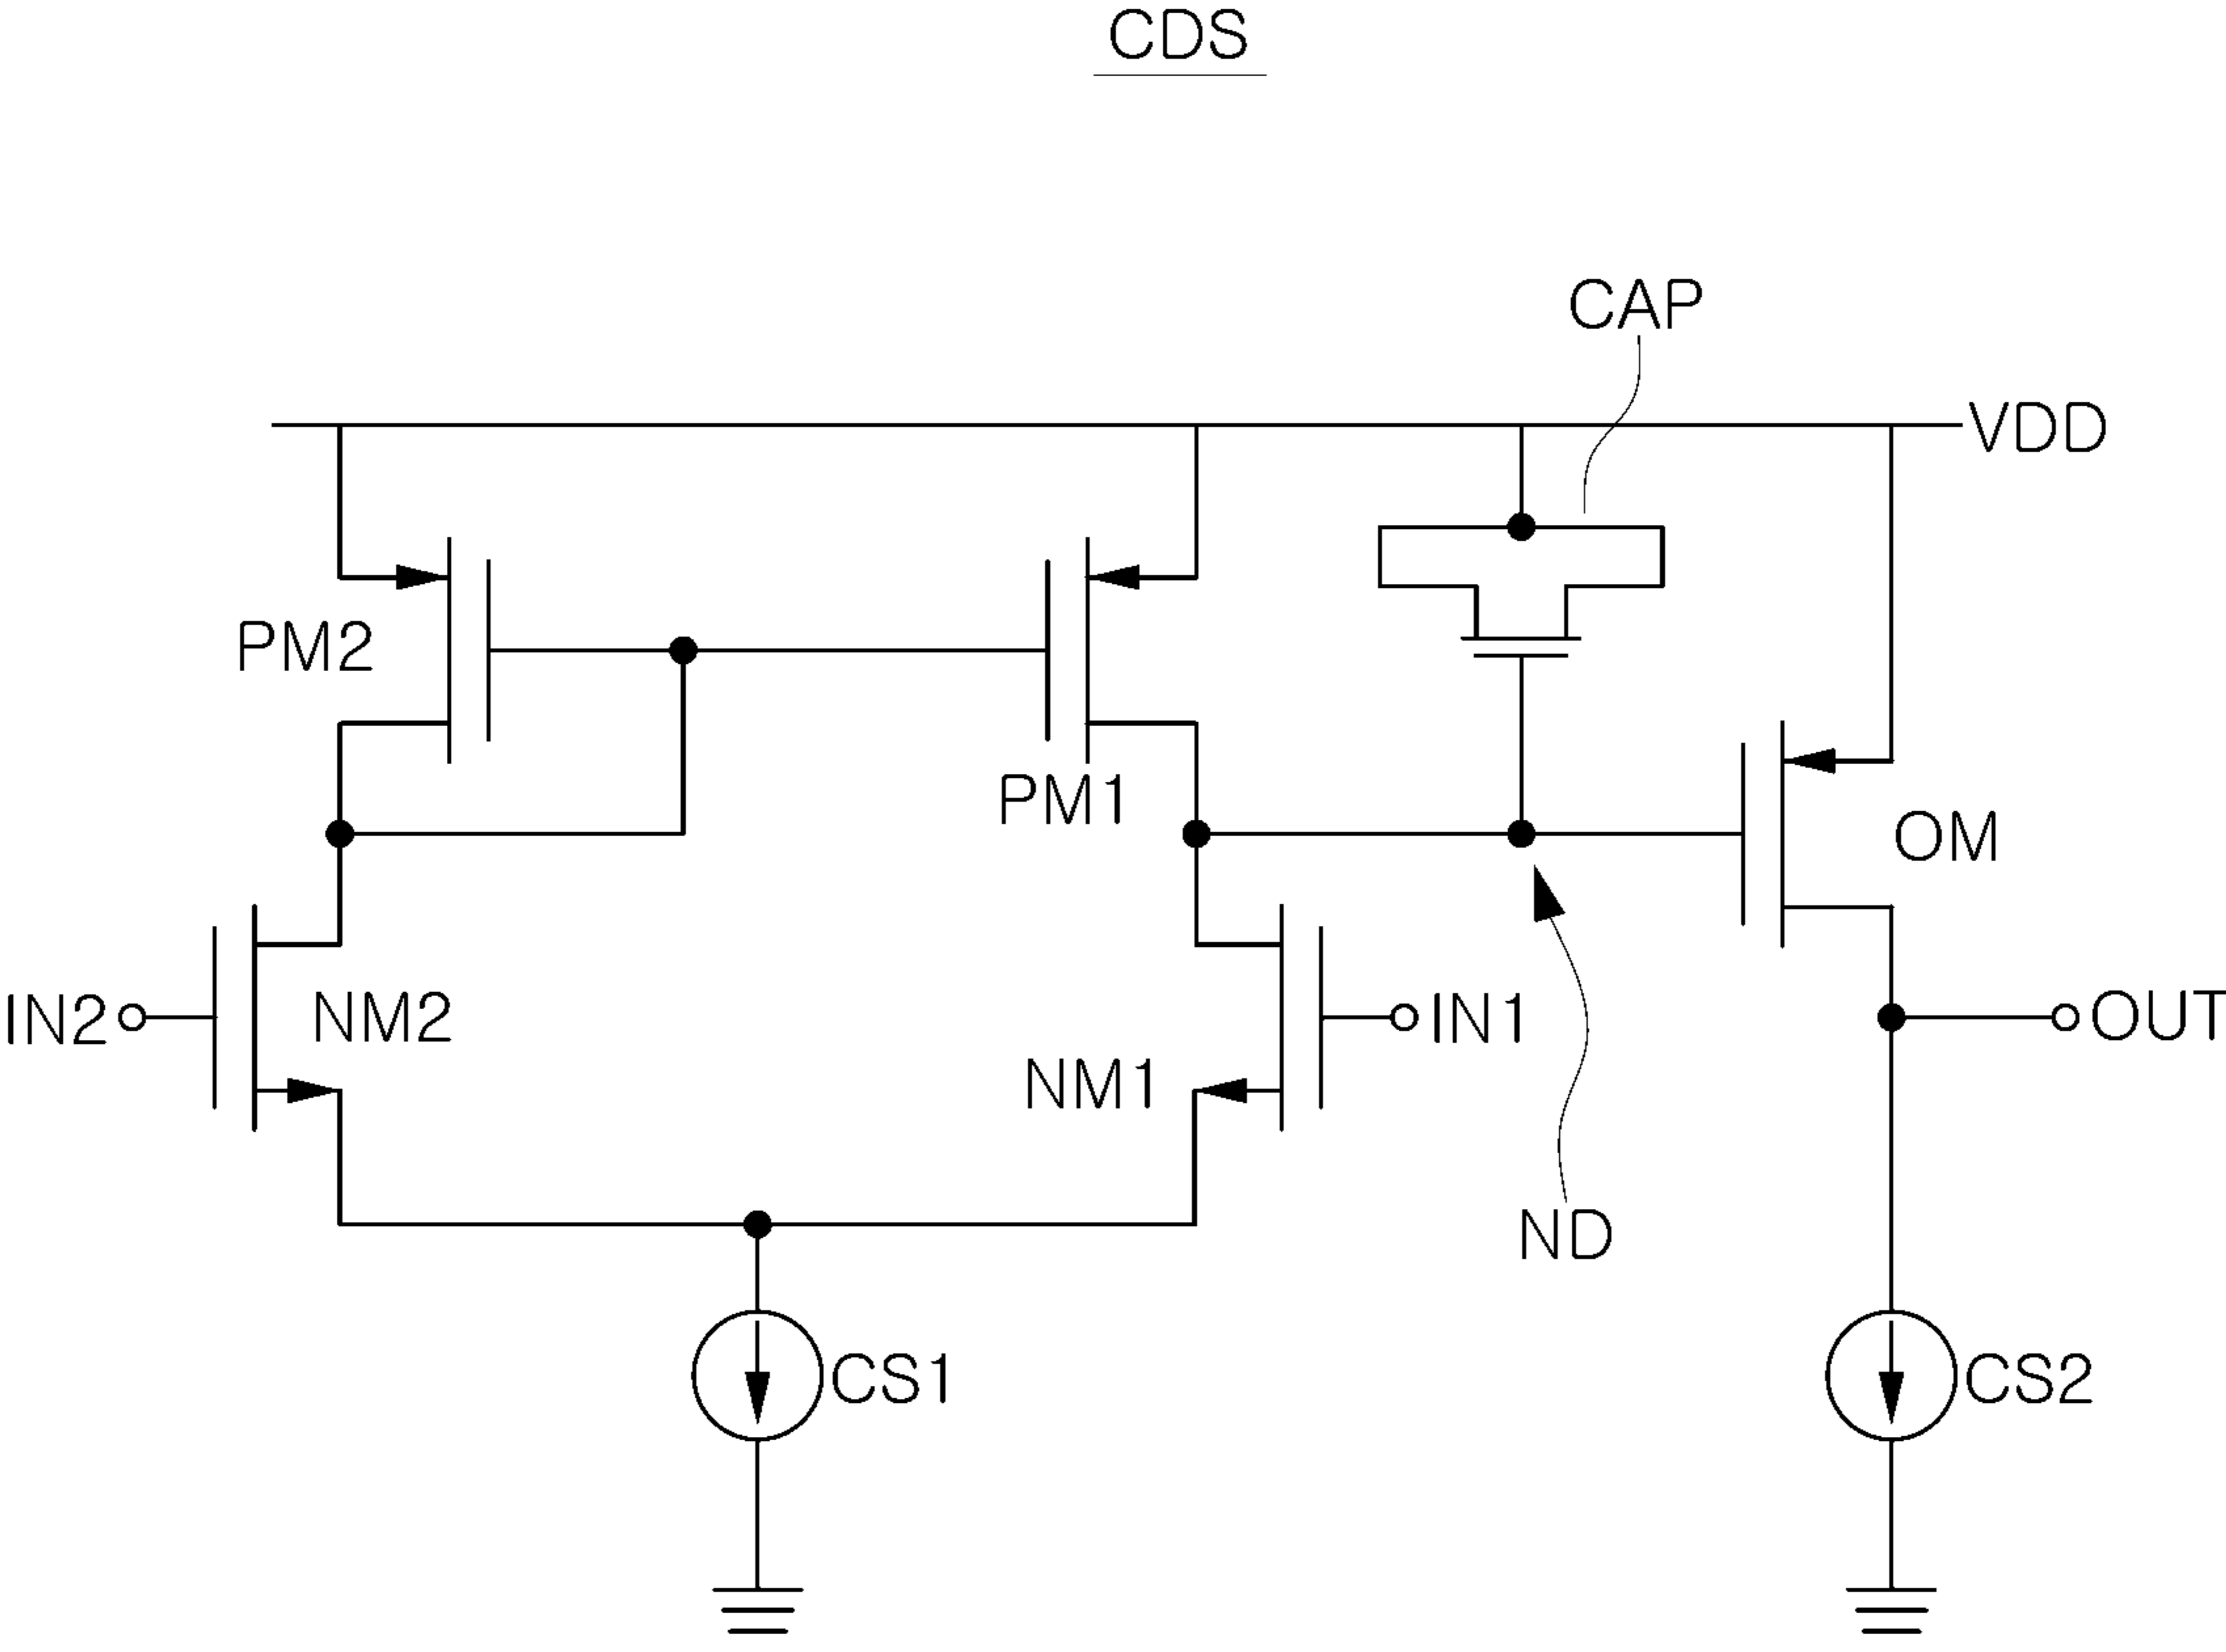 CDS
CAP
VDD
PM2
PM1
OM
IN2
NM2
NM1
IN1
OUT
ND
CS1
CS2